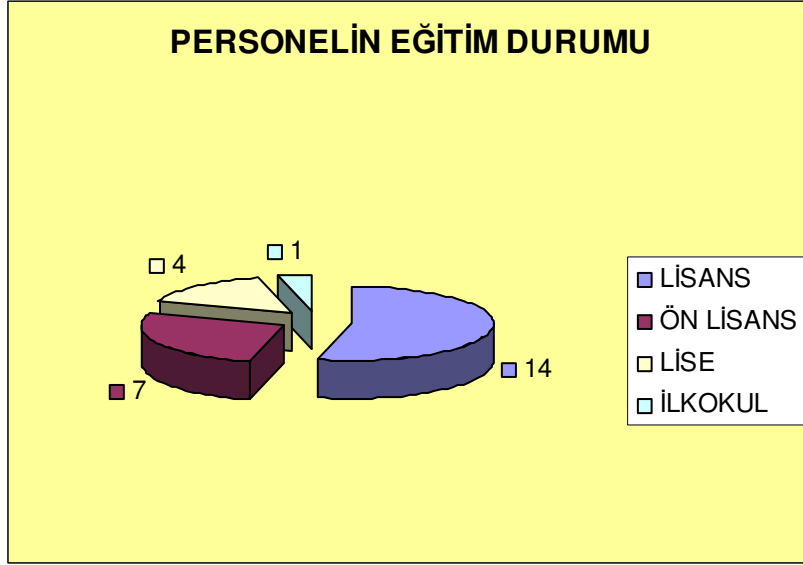 PERSONELİN EĞİTİM DURUMU
1
4
14
7
LİSANS
ÖN LİSANS
LİSE
İLKOKUL